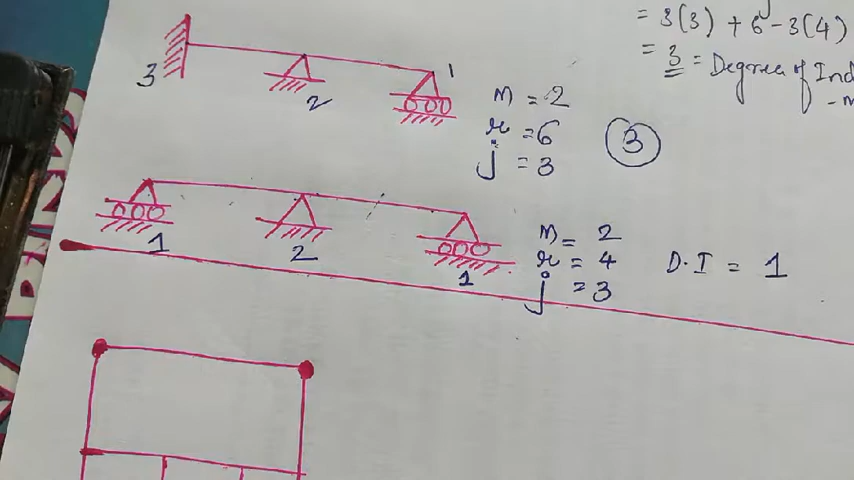 = 3(3) + 6 - 3(4)
= 3 = Degree of Ind
3
2
1
m = 2
r = 6
j = 3
3
1
2
1
m = 2
r = 4
j = 3
D.I = 1